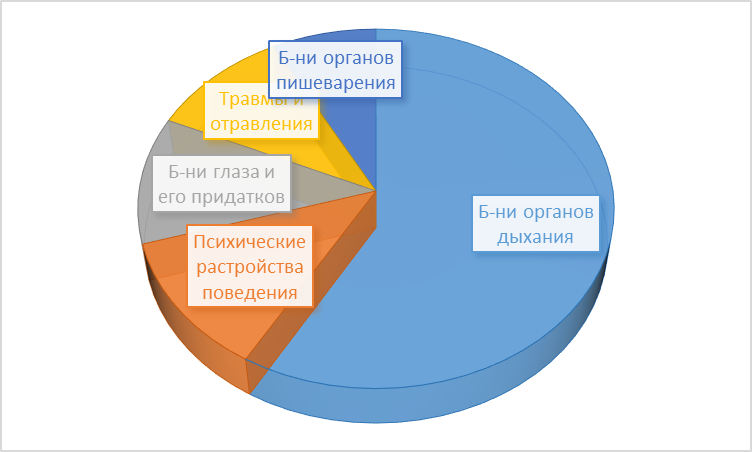 Б-ни органов
пишеварения
Травмы и
отравления
Б-ни глаза и
его придатков
Психические
растройства
поведения
Б-ни органов
дыхания